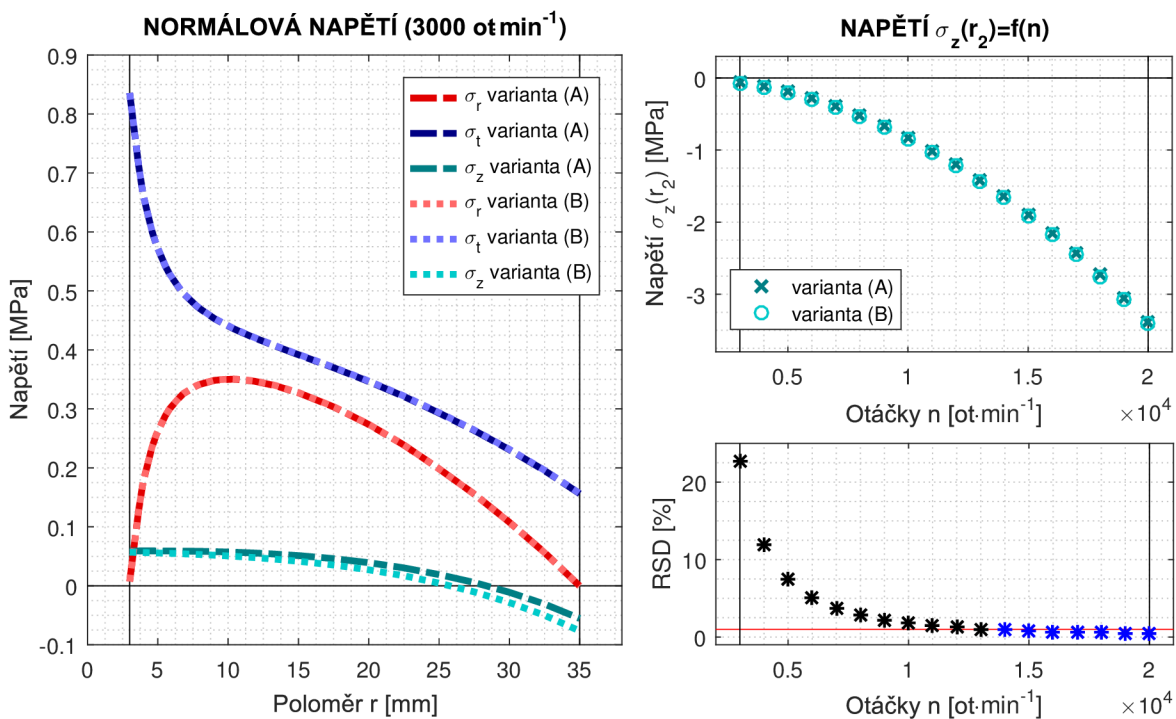 NORMÁLOVÁ NAPĚTÍ (3000 ot·min⁻¹)
0.9
0.8
0.7
0.6
0.5
0.4
0.3
0.2
0.1
0
-0.1
Napětí [MPa]
σr varianta (A)
σt varianta (A)
σz varianta (A)
σr varianta (B)
σt varianta (B)
σz varianta (B)
0 5 10 15 20 25 30 35
Poloměr r [mm]
NAPĚTÍ σz(r2)=f(n)
0
-1
-2
-3
Napětí σz(r2) [MPa]
varianta (A)
varianta (B)
0.5 1 1.5 2
×10⁴
Otáčky n [ot·min⁻¹]
20
10
0
RSD [%]
0.5 1 1.5 2
×10⁴
Otáčky n [ot·min⁻¹]